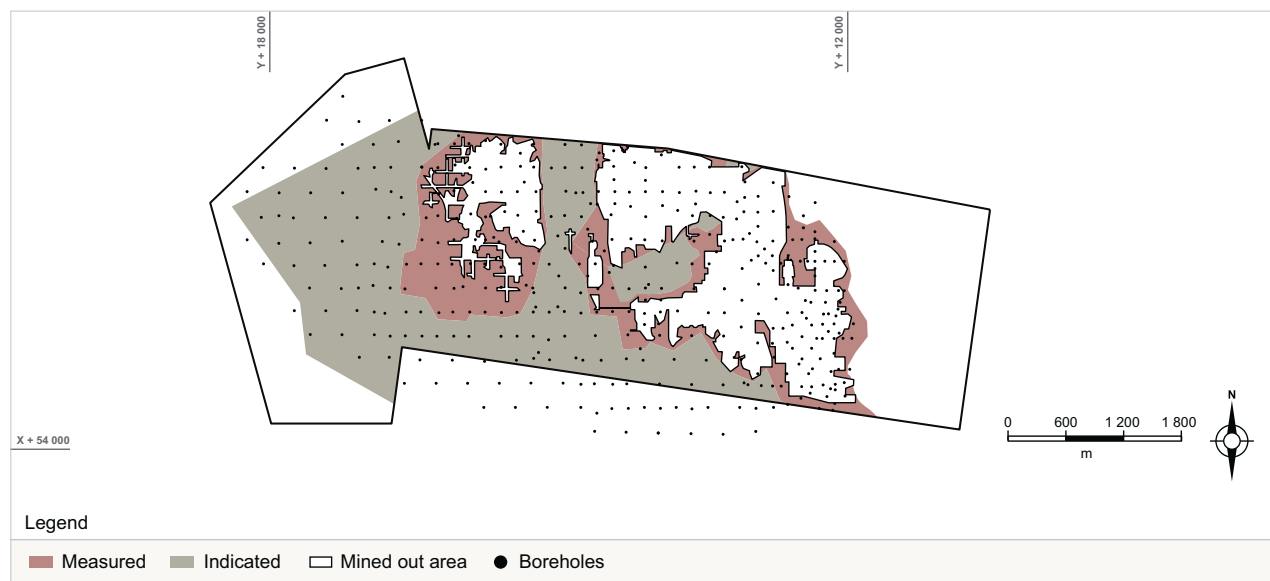 Y + 18 000
Y + 12 000
X + 54 000
N
0 600 1 200 1 800
m
Legend
Measured Indicated Mined out area Boreholes